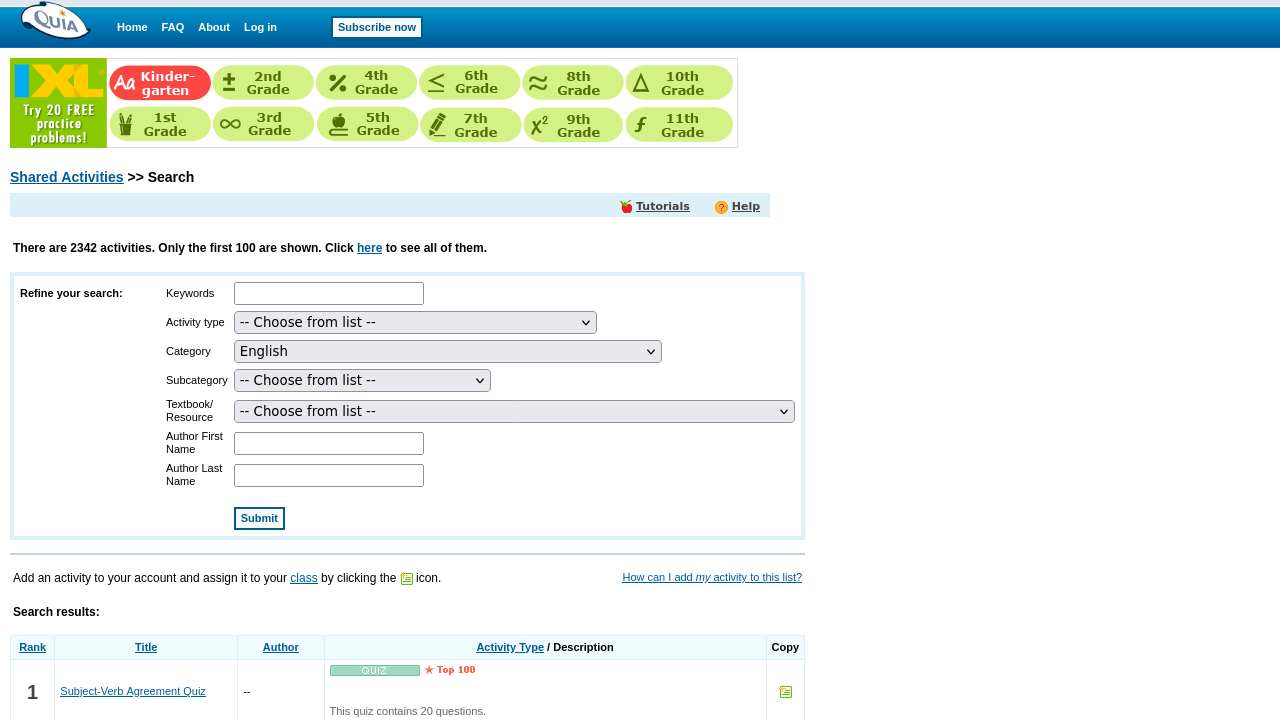 QUIA Home FAQ About Log in Subscribe now
IXL Try 20 FREE practice problems!
Aa Kinder-garten 2nd Grade 4th Grade 6th Grade 8th Grade 10th Grade
1st Grade 3rd Grade 5th Grade 7th Grade x² 9th Grade 11th Grade
Shared Activities >> Search
Tutorials Help
There are 2342 activities. Only the first 100 are shown. Click here to see all of them.
Refine your search: Keywords
Activity type -- Choose from list --
Category English
Subcategory -- Choose from list --
Textbook/ Resource -- Choose from list --
Author First Name
Author Last Name
Submit
Add an activity to your account and assign it to your class by clicking the icon. How can I add my activity to this list?
Search results:
Rank Title Author Activity Type / Description Copy
QUIZ Top 100
1 Subject-Verb Agreement Quiz --
This quiz contains 20 questions.